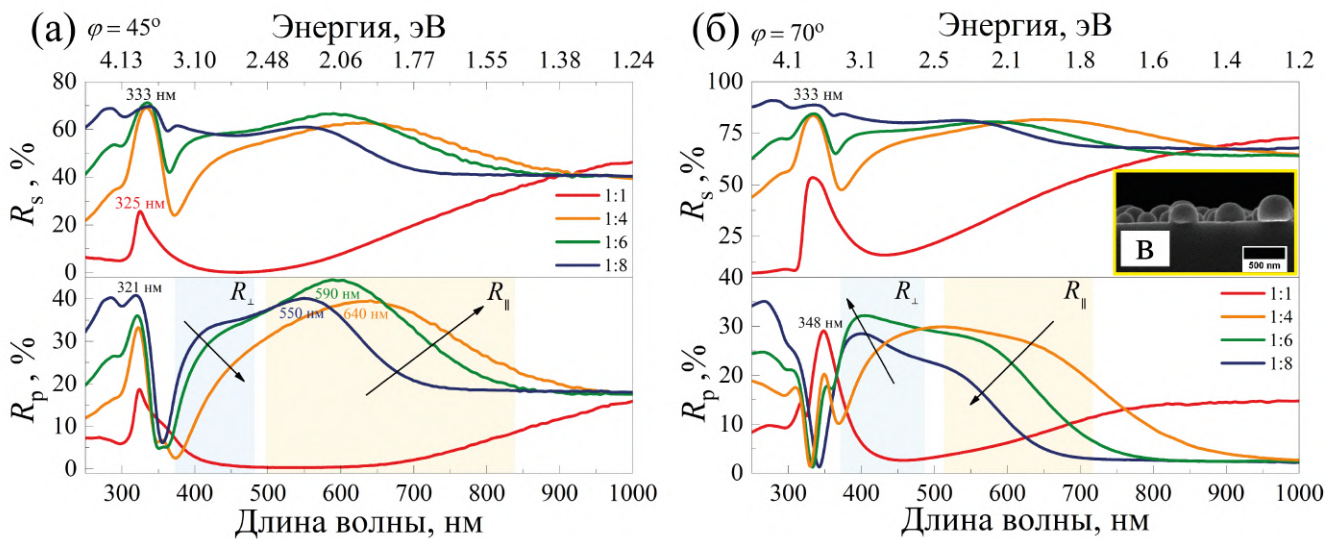 (а) φ = 45°
Энергия, эВ
4.13 3.10 2.48 2.06 1.77 1.55 1.38 1.24
80
60
40
20
0
R_s, %
333 нм
325 нм
1:1
1:4
1:6
1:8
40
30
20
10
0
R_p, %
321 нм
R_⊥
590 нм
550 нм
640 нм
R_∥
300 400 500 600 700 800 900 1000
Длина волны, нм
(б) φ = 70°
Энергия, эВ
4.1 3.1 2.5 2.1 1.8 1.6 1.4 1.2
100
75
50
25
R_s, %
333 нм
в
500 nm
40
30
20
10
0
R_p, %
348 нм
R_⊥
R_∥
1:1
1:4
1:6
1:8
300 400 500 600 700 800 900 1000
Длина волны, нм